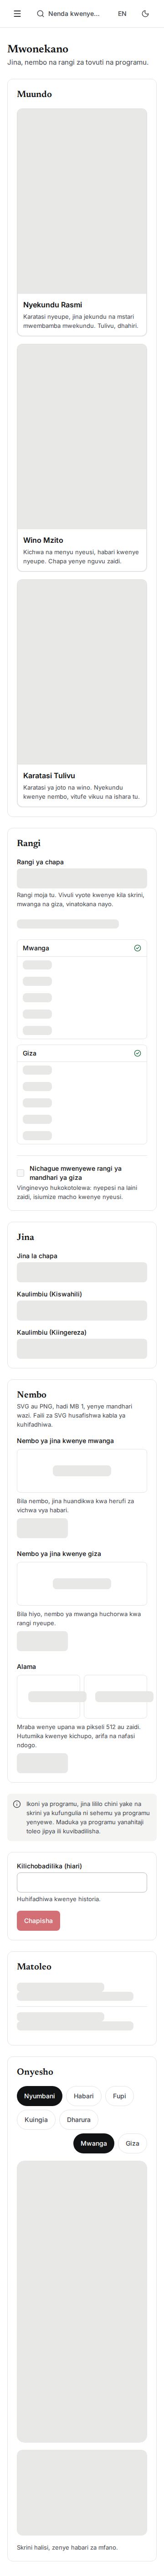 Nenda kwenye...
EN
Mwonekano
Jina, nembo na rangi za tovuti na programu.
Muundo
Nyekundu Rasmi
Karatasi nyeupe, jina jekundu na mstari
mwembamba mwekundu. Tulivu, dhahiri.
Wino Mzito
Kichwa na menyu nyeusi, habari kwenye
nyeupe. Chapa yenye nguvu zaidi.
Karatasi Tulivu
Karatasi ya joto na wino. Nyekundu
kwenye nembo, vitufe vikuu na ishara tu.
Rangi
Rangi ya chapa
Rangi moja tu. Vivuli vyote kwenye kila skrini,
mwangaza na giza, vinatokana nayo.
Mwanga
Giza
Nichague mwenyewe rangi ya
mandhari ya giza
Vinginevyo hukokotolewa: nyepesi na laini
zaidi, isiumize macho kwenye nyeusi.
Jina
Jina la chapa
Kaulimbiu (Kiswahili)
Kaulimbiu (Kiingereza)
Nembo
SVG au PNG, hadi MB 1, yenye mandhari
wazi. Faili za SVG husafishwa kabla ya
kuhifadhiwa.
Nembo ya jina kwenye mwanga
Bila nembo, jina huandikwa kwa herufi za
vichwa vya habari.
Nembo ya jina kwenye giza
Bila hiyo, nembo ya mwanga huchorwa kwa
rangi nyeupe.
Alama
Mraba wenye upana wa pikseli 512 au zaidi.
Hutumika kwenye kichupo, arifa na nafasi
ndogo.
Ikoni ya programu, jina lililo chini yake na
skrini ya kufungulia ni sehemu ya programu
yenyewe. Maduka ya programu yanahitaji
toleo jipya ili kuvibadilisha.
Kilichobadilika (hiari)
Huhifadhiwa kwenye historia.
Chapisha
Matoleo
Onyesho
Nyumbani
Habari
Fupi
Kuingia
Dharura
Mwanga
Giza
Skrini halisi, zenye habari za mfano.